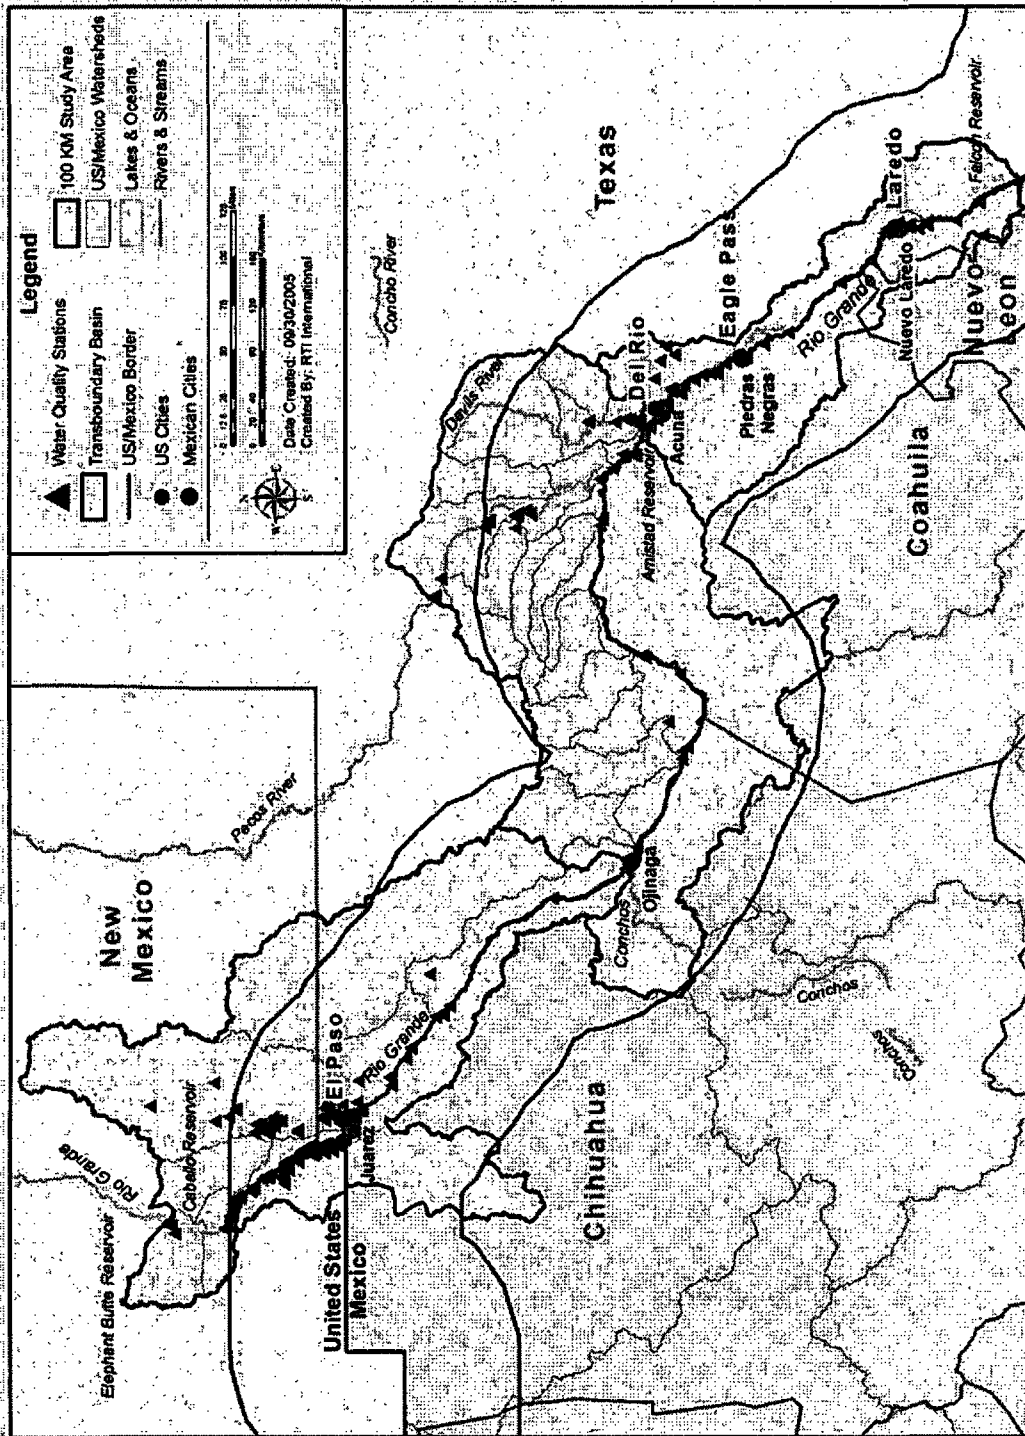 Legend
Water Quality Stations
Transboundary Basin
US/Mexico Border
US Cities
Mexican Cities
100 KM Study Area
US/Mexico Watersheds
Lakes & Oceans
Rivers & Streams
Date Created: 09/30/2005
Created By: RTI International
N
S
New
Mexico
Texas
Pecos River
Concho River
Devils River
Rio Grande
Elephant Butte Reservoir
Caballo Reservoir
El Paso
Rio Grande
United States
Mexico
Juarez
Chihuahua
Conchos
Ojinaga
Conchos
Conchos
Amistad Reservoir
Del Rio
Acuna
Eagle Pass
Piedras
Negras
Rio Grande
Coahuila
Laredo
Nuevo Laredo
Nuevo
Leon
Falcon Reservoir